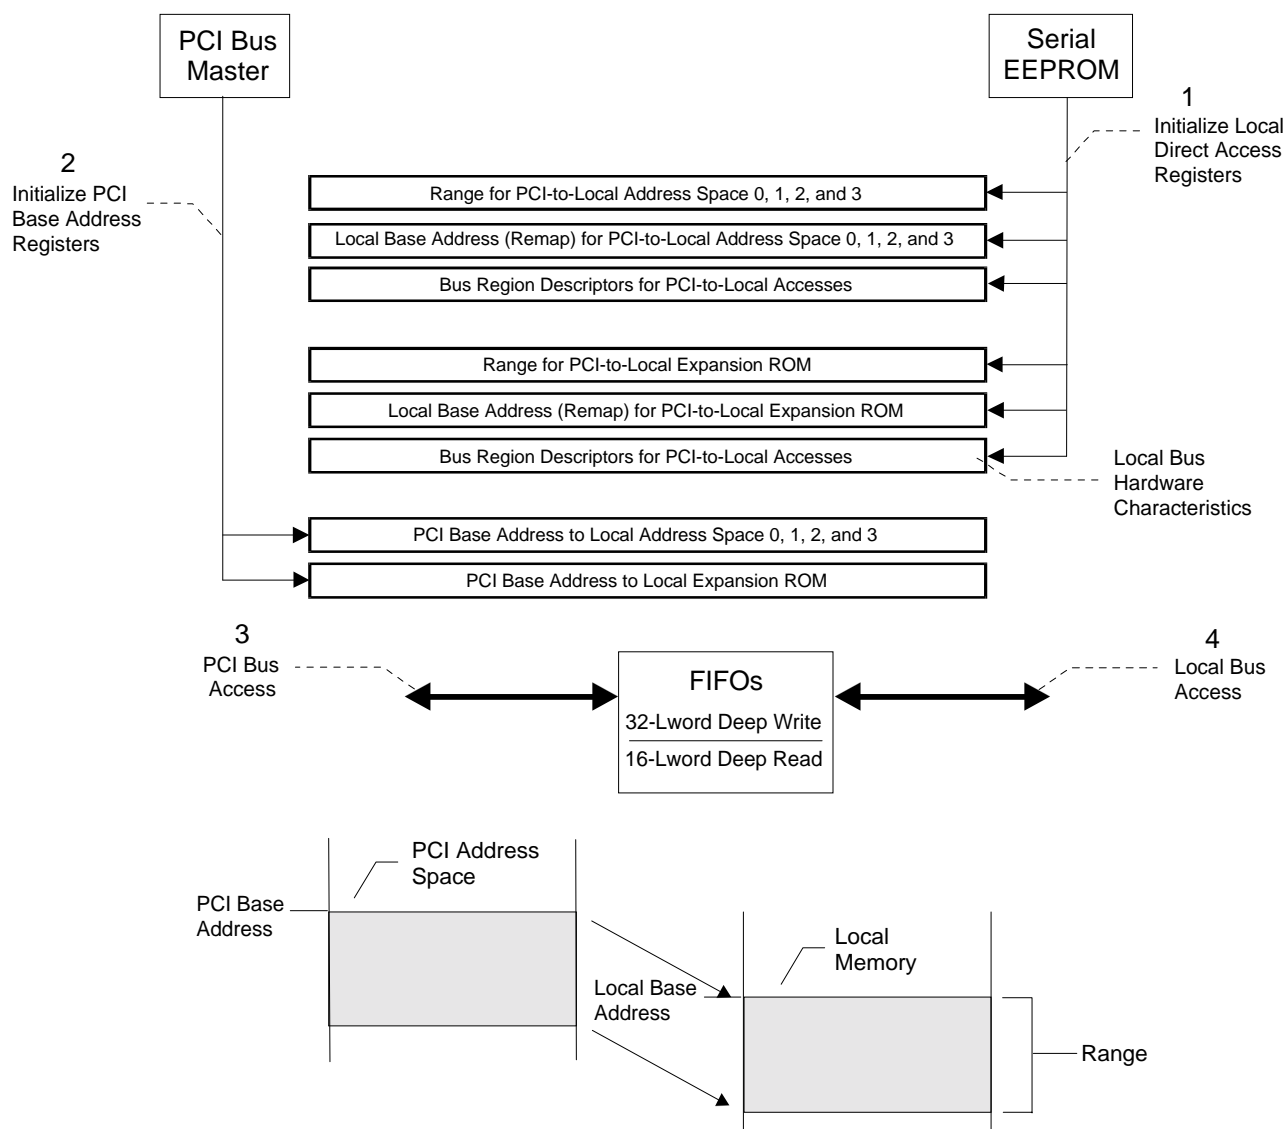 PCI Bus
Master
Serial
EEPROM
1
Initialize Local
Direct Access
Registers
2
Initialize PCI
Base Address
Registers
Range for PCI-to-Local Address Space 0, 1, 2, and 3
Local Base Address (Remap) for PCI-to-Local Address Space 0, 1, 2, and 3
Bus Region Descriptors for PCI-to-Local Accesses
Range for PCI-to-Local Expansion ROM
Local Base Address (Remap) for PCI-to-Local Expansion ROM
Bus Region Descriptors for PCI-to-Local Accesses
Local Bus
Hardware
Characteristics
PCI Base Address to Local Address Space 0, 1, 2, and 3
PCI Base Address to Local Expansion ROM
3
PCI Bus
Access
FIFOs
32-Lword Deep Write
16-Lword Deep Read
4
Local Bus
Access
PCI Address
Space
PCI Base
Address
Local
Memory
Local Base
Address
Range